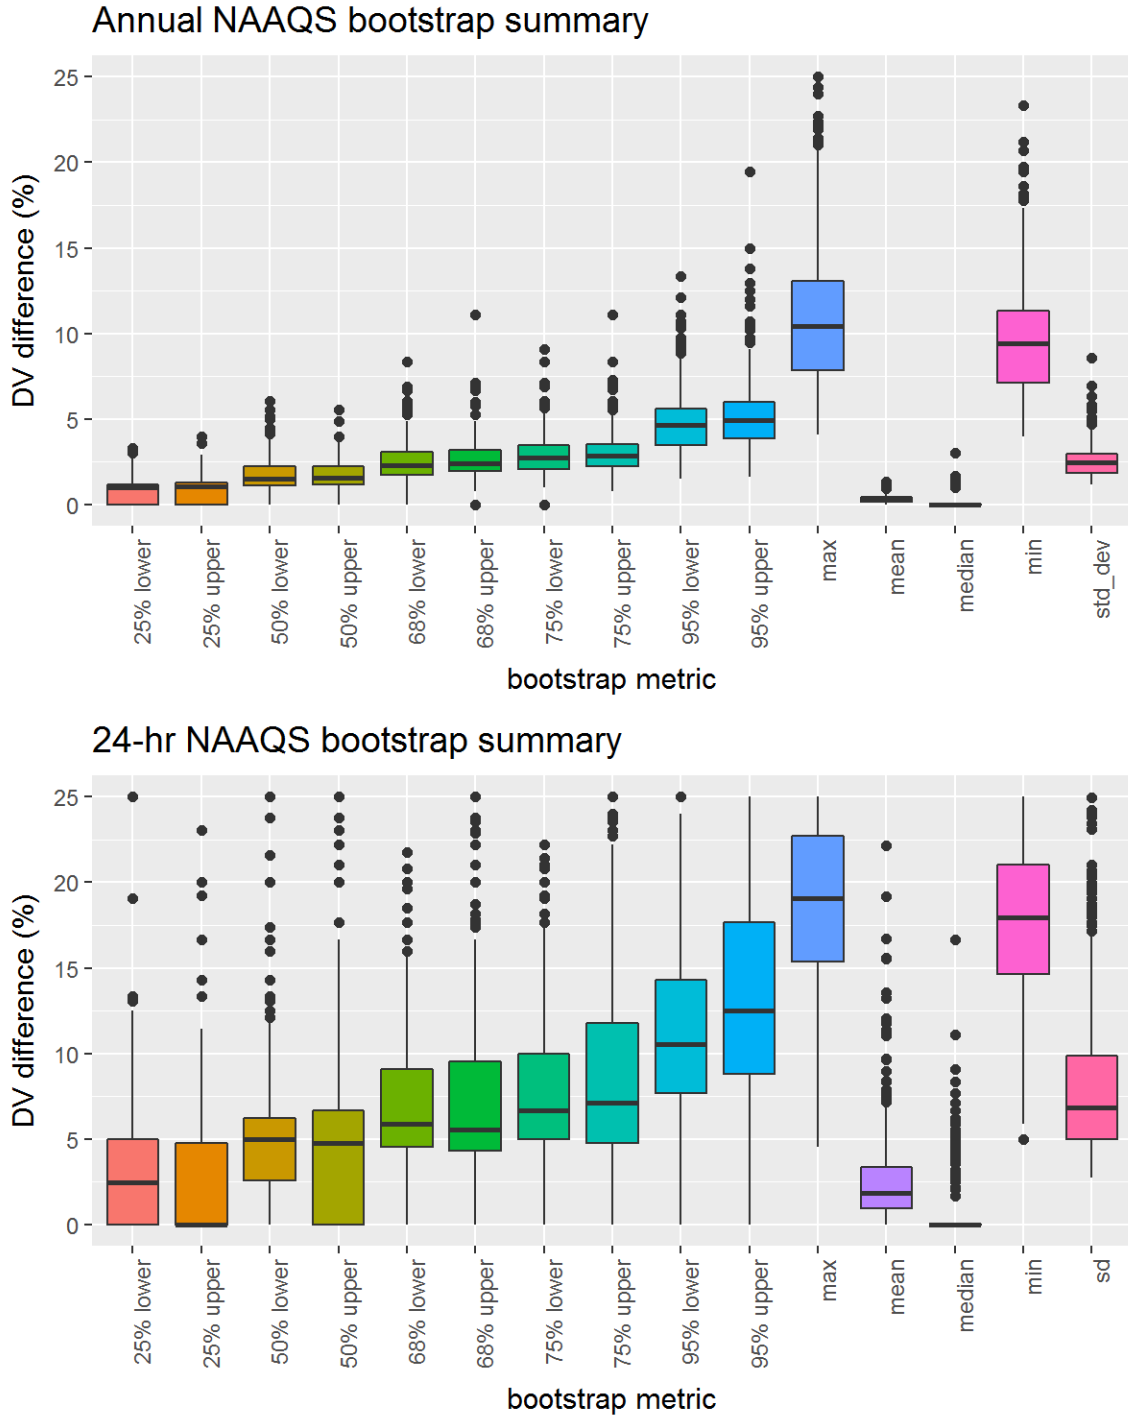 Annual NAAQS bootstrap summary
25
20
15
10
5
0
DV difference (%)
25% lower
25% upper
50% lower
50% upper
68% lower
68% upper
75% lower
75% upper
95% lower
95% upper
max
mean
median
min
std_dev
bootstrap metric
24-hr NAAQS bootstrap summary
25
20
15
10
5
0
DV difference (%)
25% lower
25% upper
50% lower
50% upper
68% lower
68% upper
75% lower
75% upper
95% lower
95% upper
max
mean
median
min
sd
bootstrap metric